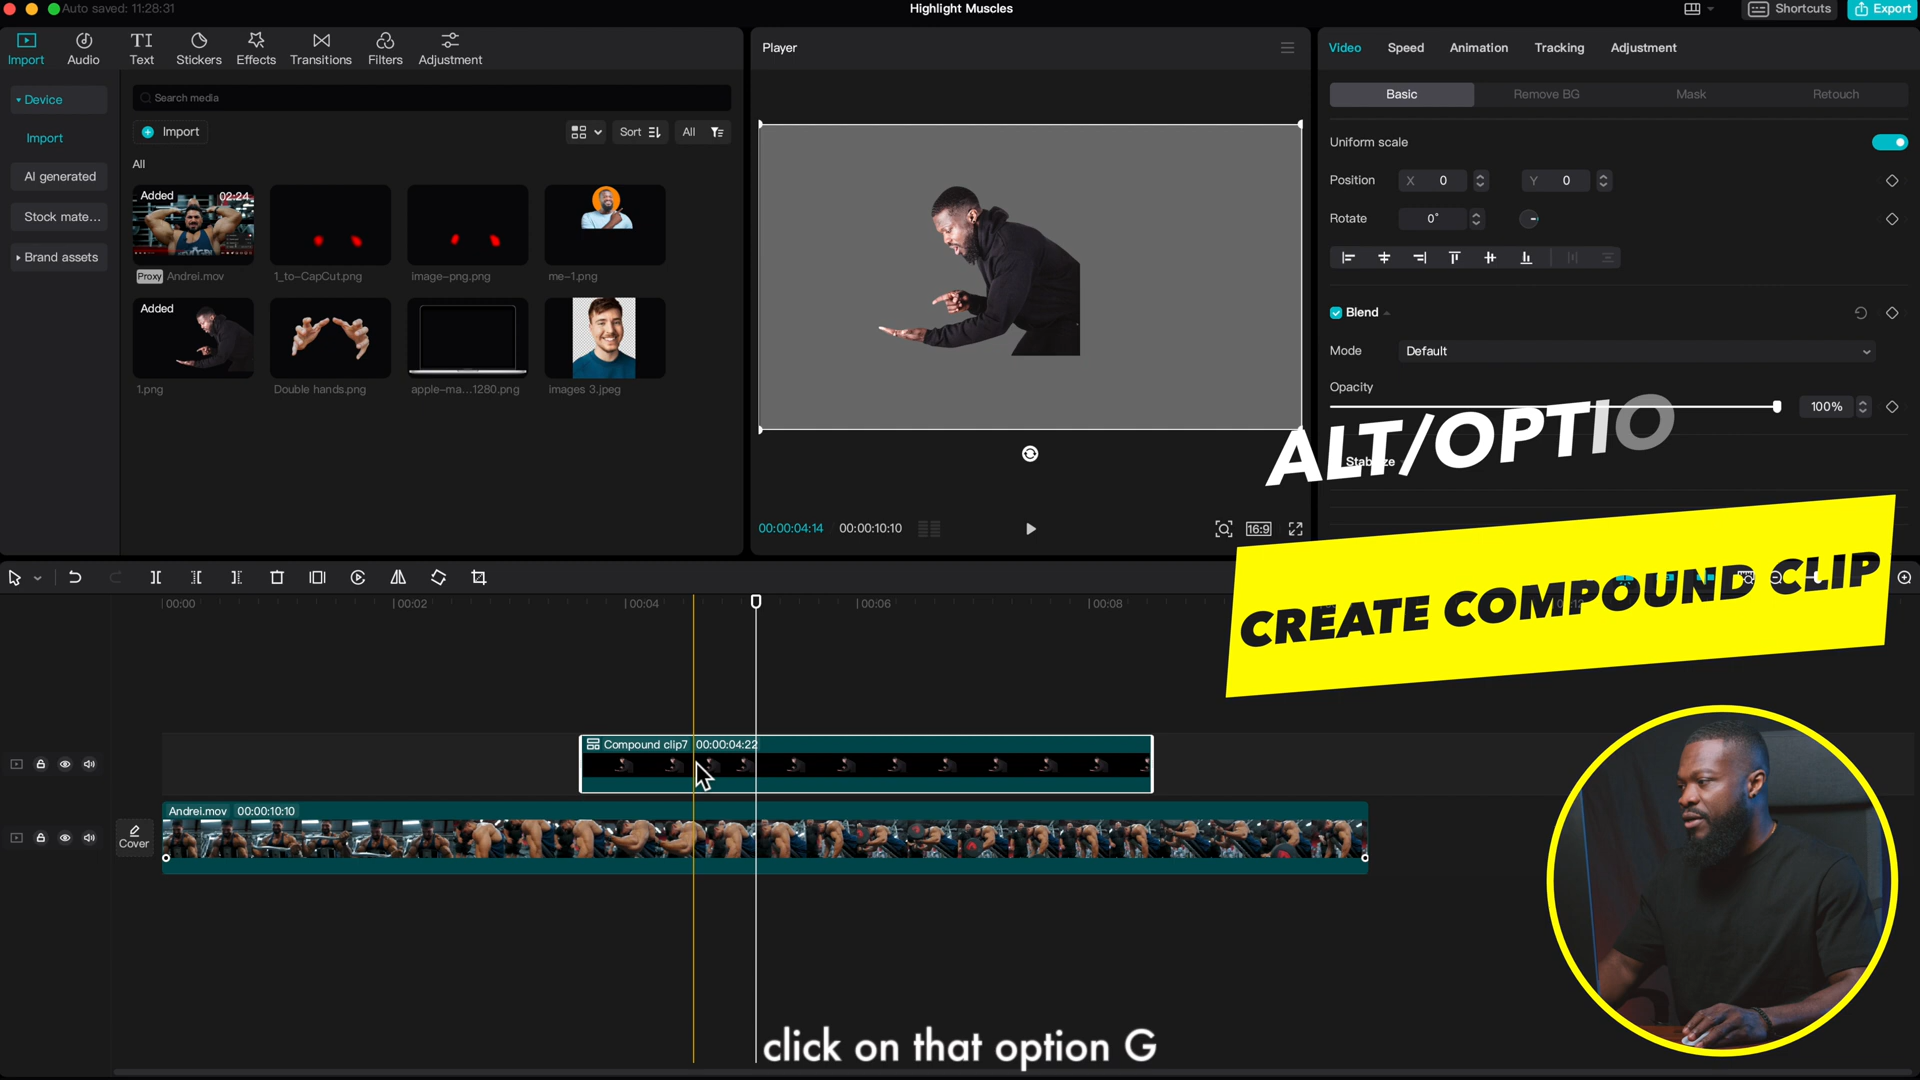 Auto saved: 11:28:31
Highlight Muscles
Shortcuts
Export
Import
Audio
TI
Text
Stickers
Effects
Transitions
Filters
Adjustment
Device
Import
AI generated
Stock mate...
Brand assets
Search media
Import
Sort
All
All
Added
02:24
Proxy
Andrei.mov
1_to-CapCut.png
image-png.png
me-1.png
Added
1.png
Double hands.png
apple-ma...1280.png
images 3.jpeg
Player
00:00:04:14
00:00:10:10
16:9
Video
Speed
Animation
Tracking
Adjustment
Basic
Remove BG
Mask
Retouch
Uniform scale
Position
X 0
Y 0
Rotate
0°
Blend
Mode
Default
Opacity
100%
ALT/OPTIO
CREATE COMPOUND CLIP
00:00
00:02
00:04
00:06
00:08
Compound clip7 00:00:04:22
Andrei.mov 00:00:10:10
Cover
click on that option G